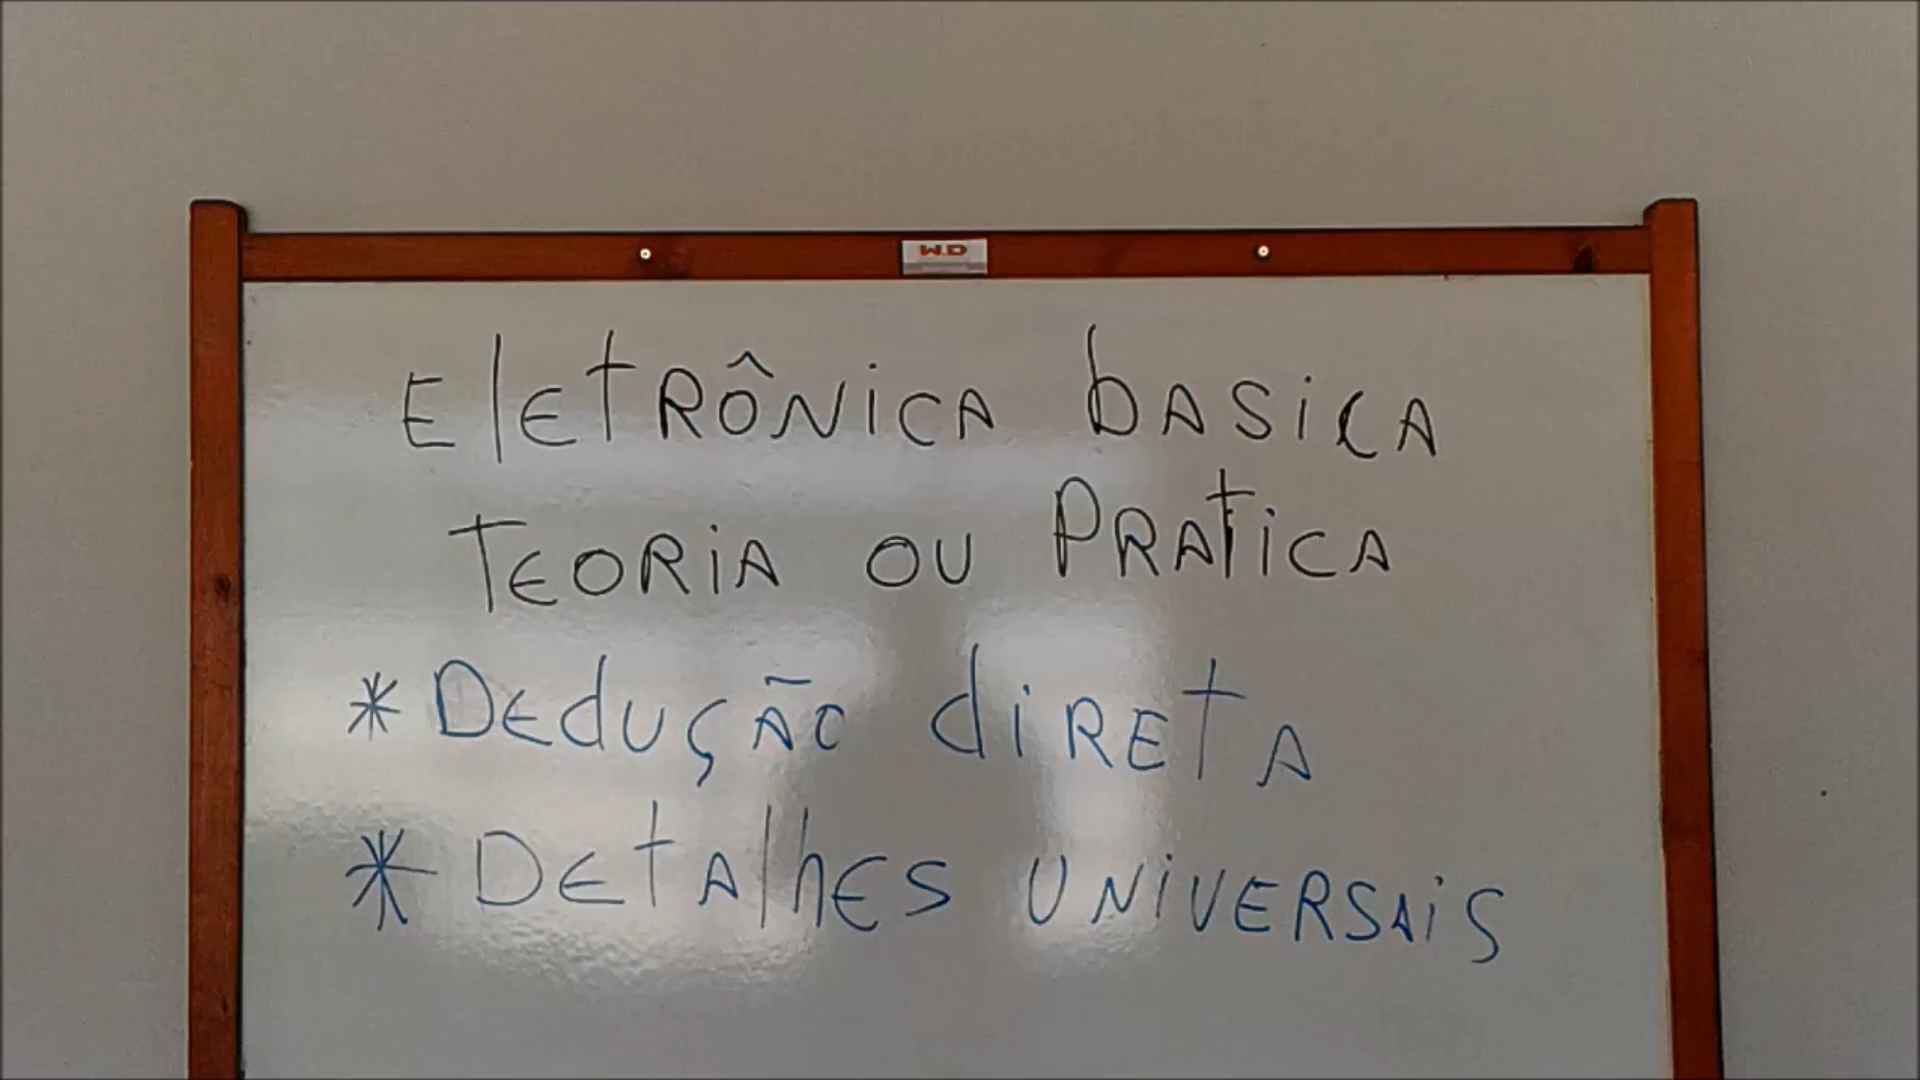 W.D
Eletrônica basica
Teoria ou Pratica
* Dedução direta
* Detalhes universais